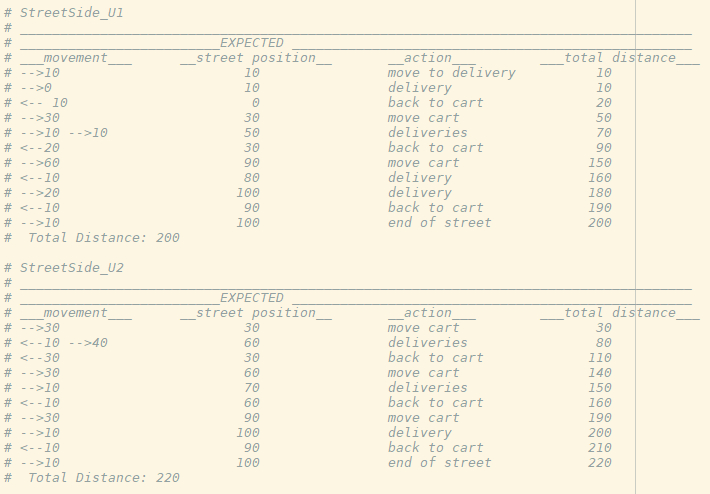 # StreetSide_U1
# ____________________________________________________________________________________
# _________________________EXPECTED __________________________________________________
# ___movement___      __street position__       __action___        ___total distance___
# -->10                       10                move to delivery          10
# -->0                        10                delivery                  10
# <-- 10                       0                back to cart              20
# -->30                       30                move cart                 50
# -->10 -->10                 50                deliveries                70
# <--20                       30                back to cart              90
# -->60                       90                move cart                150
# <--10                       80                delivery                 160
# -->20                      100                delivery                 180
# <--10                       90                back to cart             190
# -->10                      100                end of street            200
#  Total Distance: 200
# StreetSide_U2
# ____________________________________________________________________________________
# _________________________EXPECTED __________________________________________________
# ___movement___      __street position__       __action___        ___total distance___
# -->30                       30                move cart                 30
# <--10 -->40                 60                deliveries                80
# <--30                       30                back to cart             110
# -->30                       60                move cart                140
# -->10                       70                deliveries               150
# <--10                       60                back to cart             160
# -->30                       90                move cart                190
# -->10                      100                delivery                 200
# <--10                       90                back to cart             210
# -->10                      100                end of street            220
#  Total Distance: 220